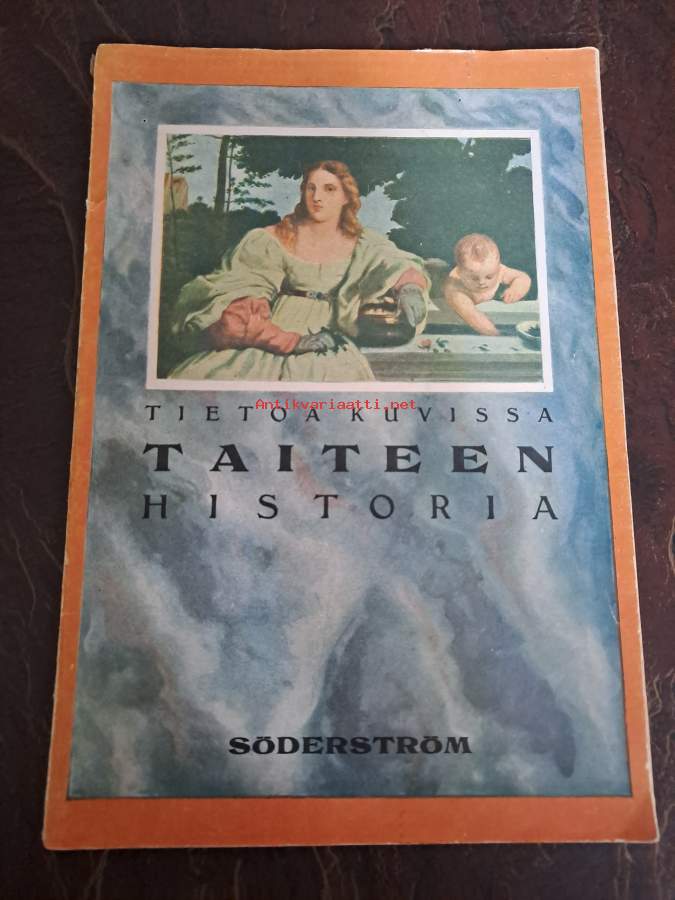 TIETOA KUVISSA
Antikvariaatti.net
TAITEEN
HISTORIA
SÖDERSTRÖM